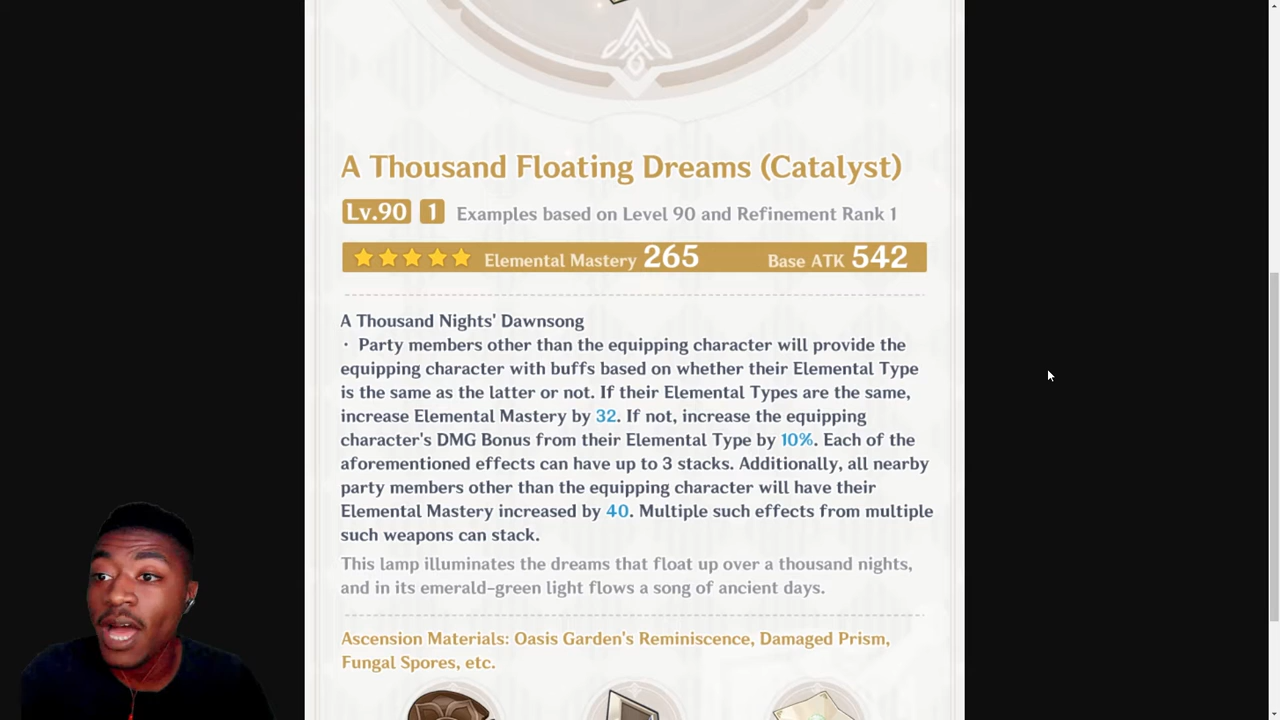 A Thousand Floating Dreams (Catalyst)
Lv.90 1 Examples based on Level 90 and Refinement Rank 1
Elemental Mastery 265 Base ATK 542
A Thousand Nights' Dawnsong
· Party members other than the equipping character will provide the
equipping character with buffs based on whether their Elemental Type
is the same as the latter or not. If their Elemental Types are the same,
increase Elemental Mastery by 32. If not, increase the equipping
character's DMG Bonus from their Elemental Type by 10%. Each of the
aforementioned effects can have up to 3 stacks. Additionally, all nearby
party members other than the equipping character will have their
Elemental Mastery increased by 40. Multiple such effects from multiple
such weapons can stack.
This lamp illuminates the dreams that float up over a thousand nights,
and in its emerald-green light flows a song of ancient days.
Ascension Materials: Oasis Garden's Reminiscence, Damaged Prism,
Fungal Spores, etc.